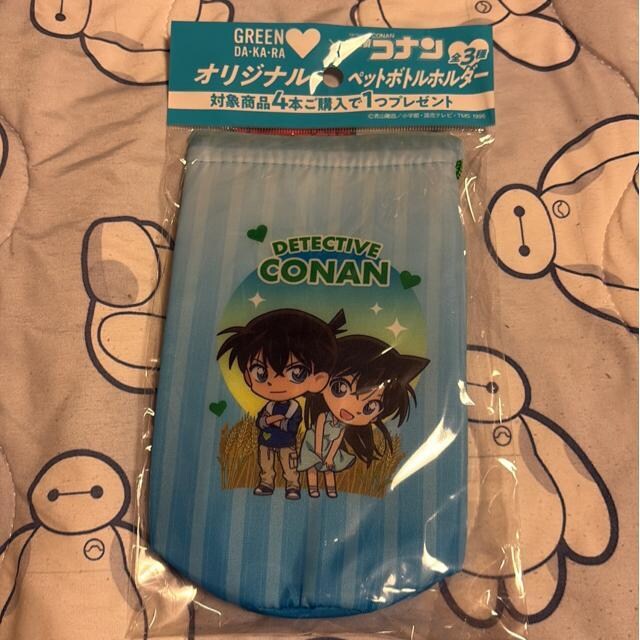 GREEN
DA·KA·RA
CONAN
コナン
全3種
オリジナル
ペットボトルホルダー
対象商品4本ご購入で1つプレゼント
©青山剛昌/小学館・読売テレビ・TMS 1996
DETECTIVE
CONAN